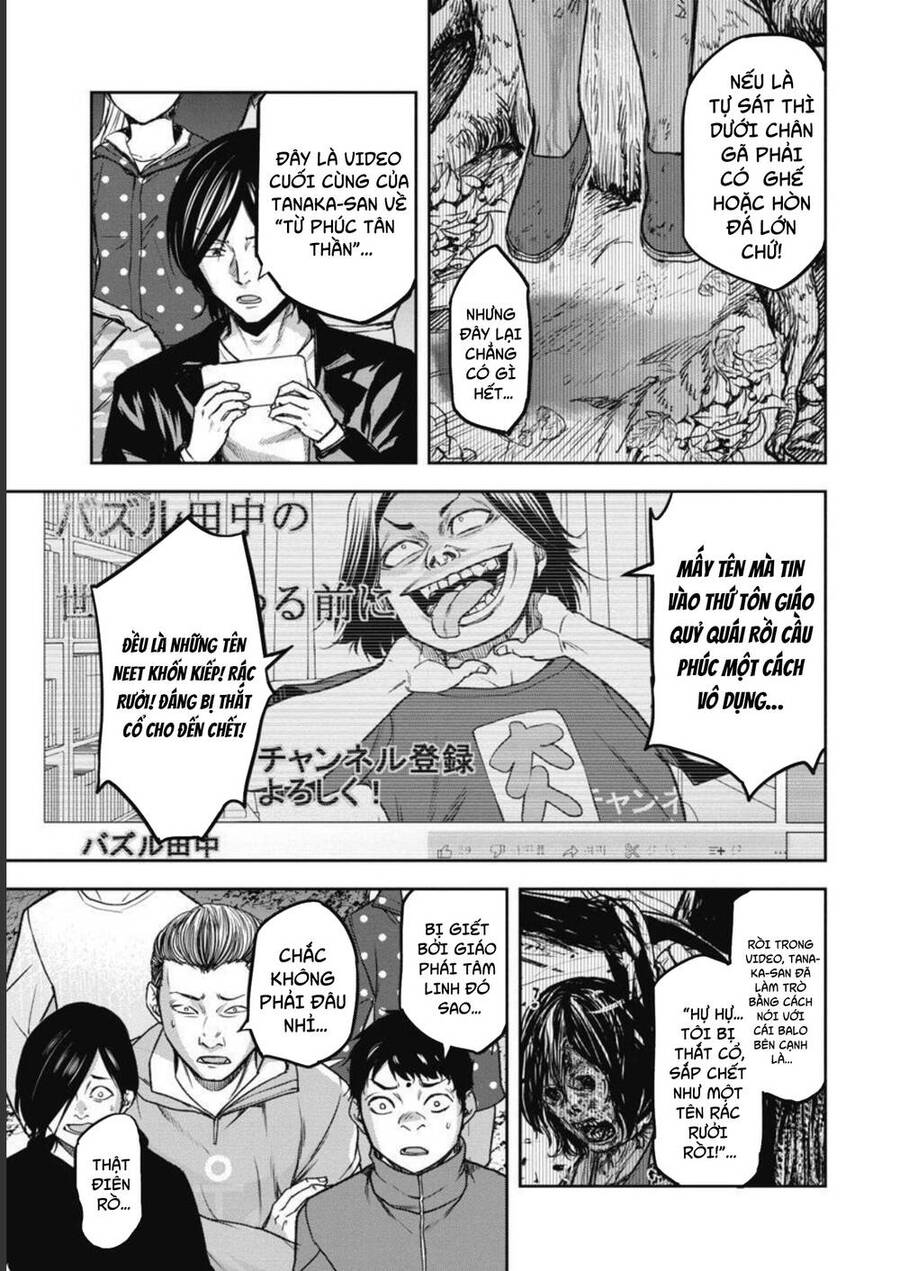 NẾU LÀ
TỰ SÁT THÌ
DƯỚI CHÂN
GÃ PHẢI
CÓ GHẾ
HOẶC HÒN
ĐÁ LỚN
CHỨ!
NHƯNG
ĐÂY LẠI
CHẲNG
CÓ GÌ
HẾT...
ĐÂY LÀ VIDEO
CUỐI CÙNG CỦA
TANAKA-SAN VỀ
“TỪ PHÚC TÂN
THẦN”...
MẤY TÊN MÀ TIN
VÀO THỨ TÔN GIÁO
QUỶ QUÁI RỒI CẦU
PHÚC MỘT CÁCH
VÔ DỤNG...
バズル田中の
世
る前に
ĐỀU LÀ NHỮNG TÊN
NEET KHỐN KIẾP! RÁC
RƯỞI! ĐÁNG BỊ THẮT
CỔ CHO ĐẾN CHẾT!
チャンネル登録
よろしく!
チャンネ
バズル田中
RỒI TRONG
VIDEO, TANA-
KA-SAN ĐÃ
LÀM TRÒ
BẰNG CÁCH
NÓI VỚI
CÁI BALO
BÊN CẠNH
LÀ...
“HỰ HỰ...
TÔI BỊ
THẮT CỔ,
SẮP CHẾT
NHƯ MỘT
TÊN RÁC
RƯỞI
RỒI!”...
BỊ GIẾT
BỞI GIÁO
PHÁI TÂM
LINH ĐÓ
SAO...
CHẮC
KHÔNG
PHẢI ĐÂU
NHỈ...
THẬT
ĐIÊN
RỒ...